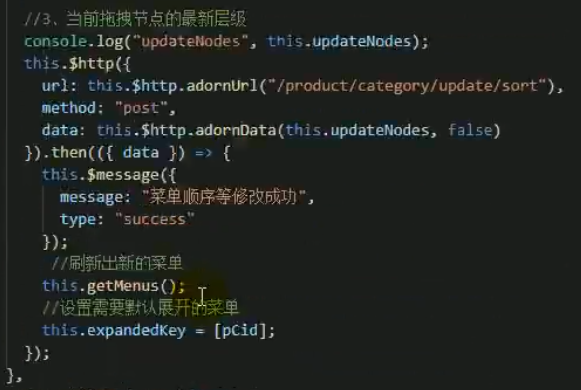 //3、当前拖拽节点的最新层级
console.log("updateNodes", this.updateNodes);
this.$http({
url: this.$http.adornUrl("/product/category/update/sort"),
method: "post",
data: this.$http.adornData(this.updateNodes, false)
}).then(({ data }) => {
this.$message({
message: "菜单顺序等修改成功",
type: "success"
});
//刷新出新的菜单
this.getMenus();
//设置需要默认展开的菜单
this.expandedKey = [pCid];
});
},